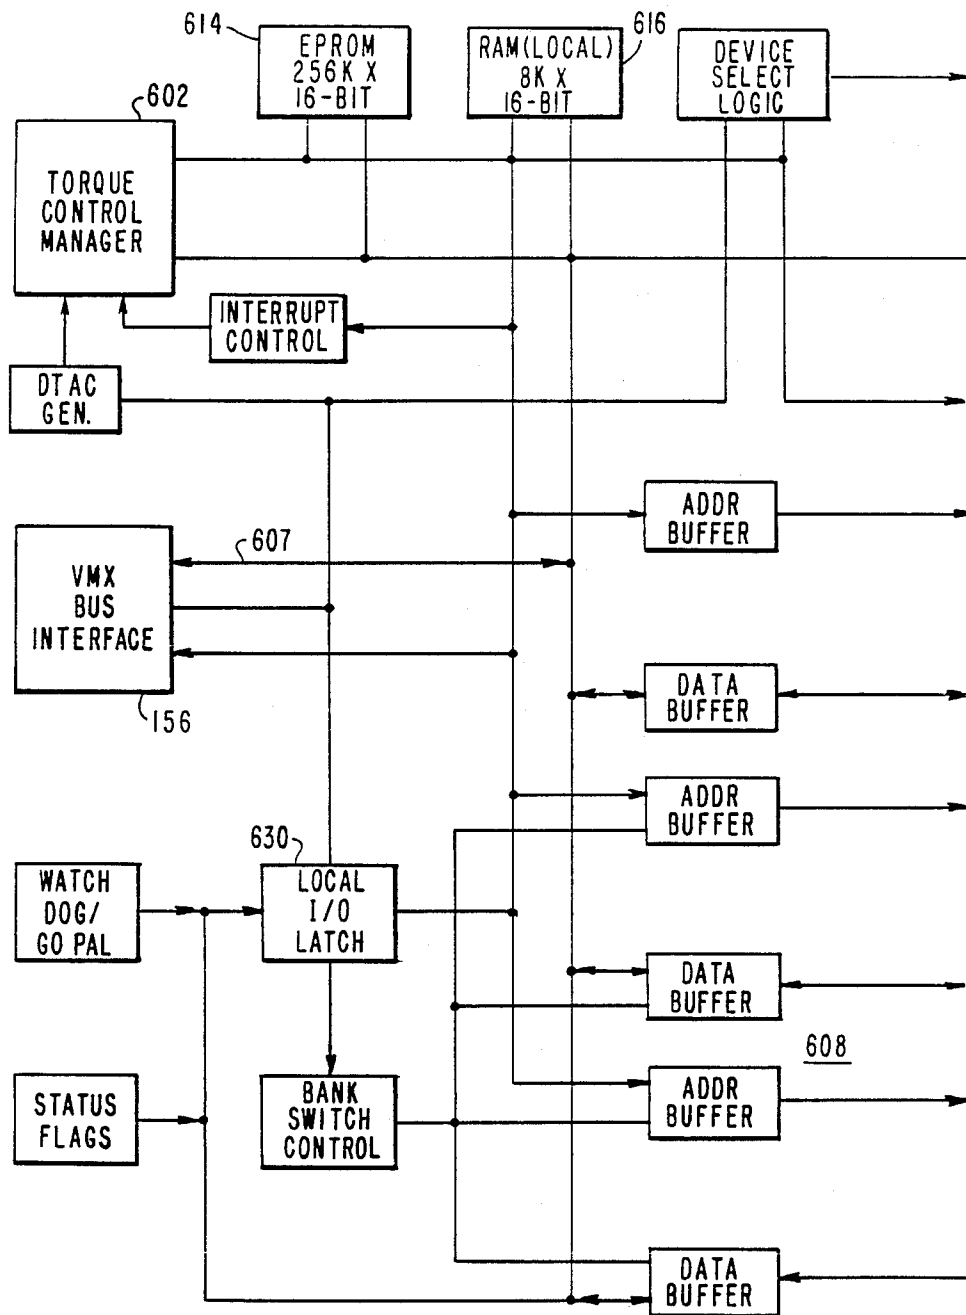 614
EPROM
256K X
16-BIT
RAM(LOCAL)
8K X
16-BIT
616
DEVICE
SELECT
LOGIC
602
TORQUE
CONTROL
MANAGER
INTERRUPT
CONTROL
DTAC
GEN.
ADDR
BUFFER
607
VMX
BUS
INTERFACE
156
DATA
BUFFER
ADDR
BUFFER
630
WATCH
DOG/
GO PAL
LOCAL
I/O
LATCH
DATA
BUFFER
608
STATUS
FLAGS
BANK
SWITCH
CONTROL
ADDR
BUFFER
DATA
BUFFER